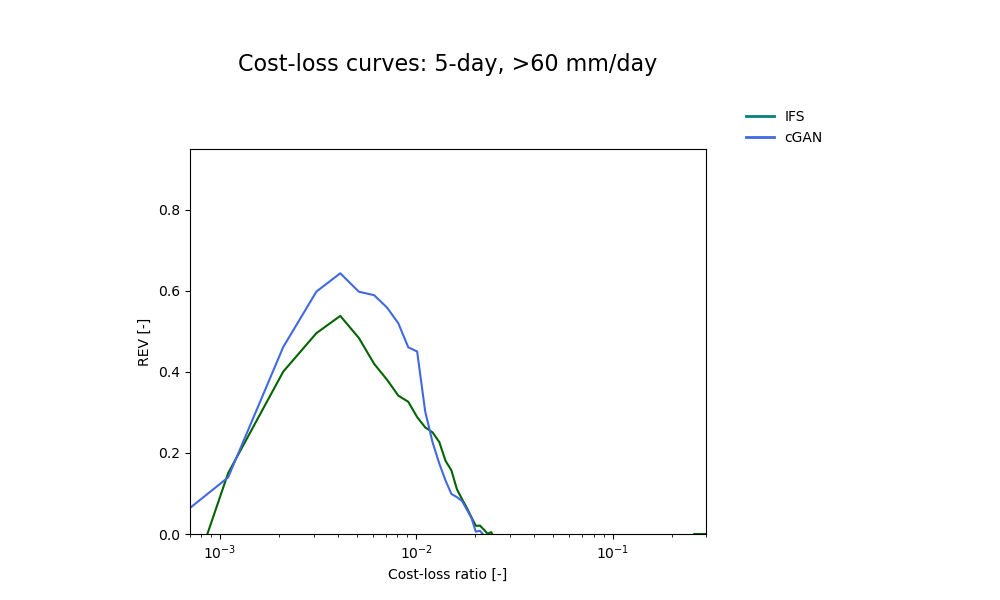 Cost-loss curves: 5-day, >60 mm/day
IFS
cGAN
0.8
0.6
0.4
0.2
0.0
REV [-]
10⁻³ 10⁻² 10⁻¹
Cost-loss ratio [-]